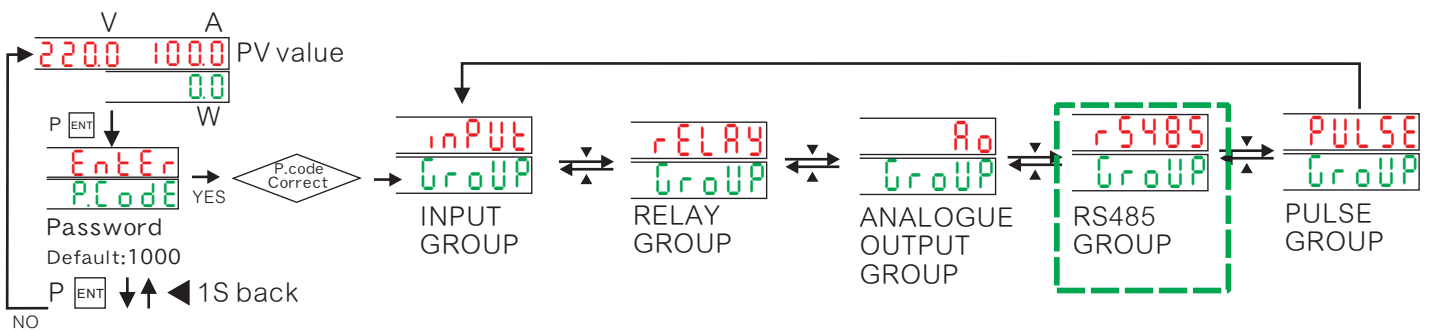 V A
220.0 100.0 PV value
0.0
W
P ENT
EntEr
P.CodE
YES
Password
Default:1000
P ENT 1S back
NO
P.code
Correct
inPUt
GroUP
INPUT
GROUP
rELAY
GroUP
RELAY
GROUP
Ao
GroUP
ANALOGUE
OUTPUT
GROUP
rS485
GroUP
RS485
GROUP
PULSE
GroUP
PULSE
GROUP